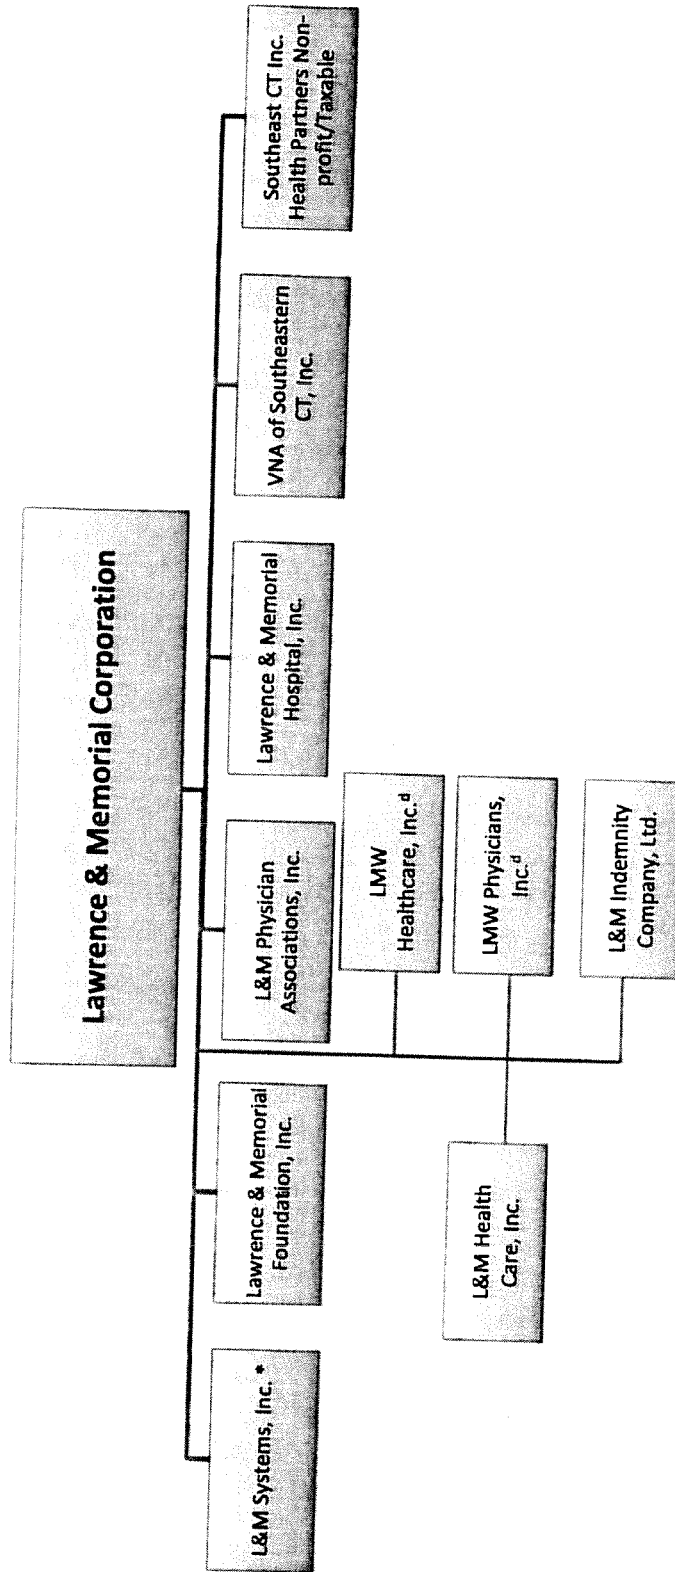 Lawrence & Memorial Corporation
L&M Systems, Inc. *
Lawrence & Memorial
Foundation, Inc.
L&M Physician
Associations, Inc.
Lawrence & Memorial
Hospital, Inc.
VNA of Southeastern
CT, Inc.
Southeast CT Inc.
Health Partners Non-
profit/Taxable
LMW
Healthcare, Inc.ᵈ
L&M Health
Care, Inc.
LMW Physicians,
Inc.ᵈ
L&M Indemnity
Company, Ltd.